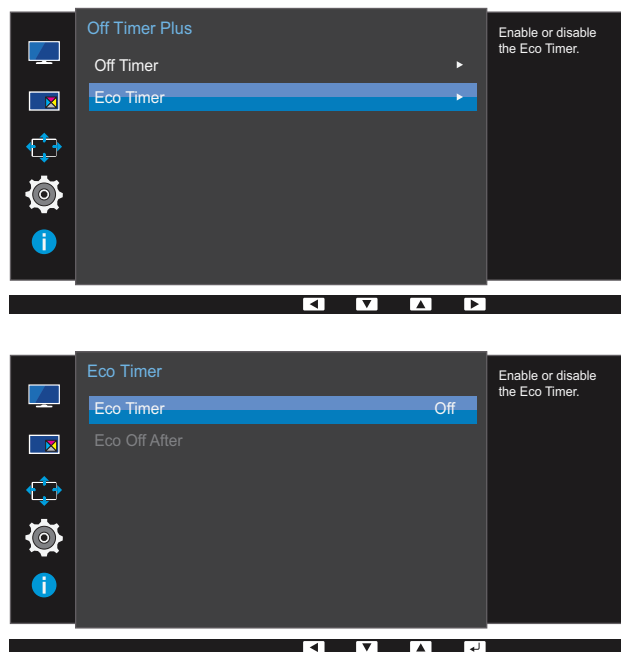 Off Timer Plus
Off Timer
Eco Timer
Enable or disable
the Eco Timer.
i
Eco Timer
Eco Timer Off
Eco Off After
Enable or disable
the Eco Timer.
i